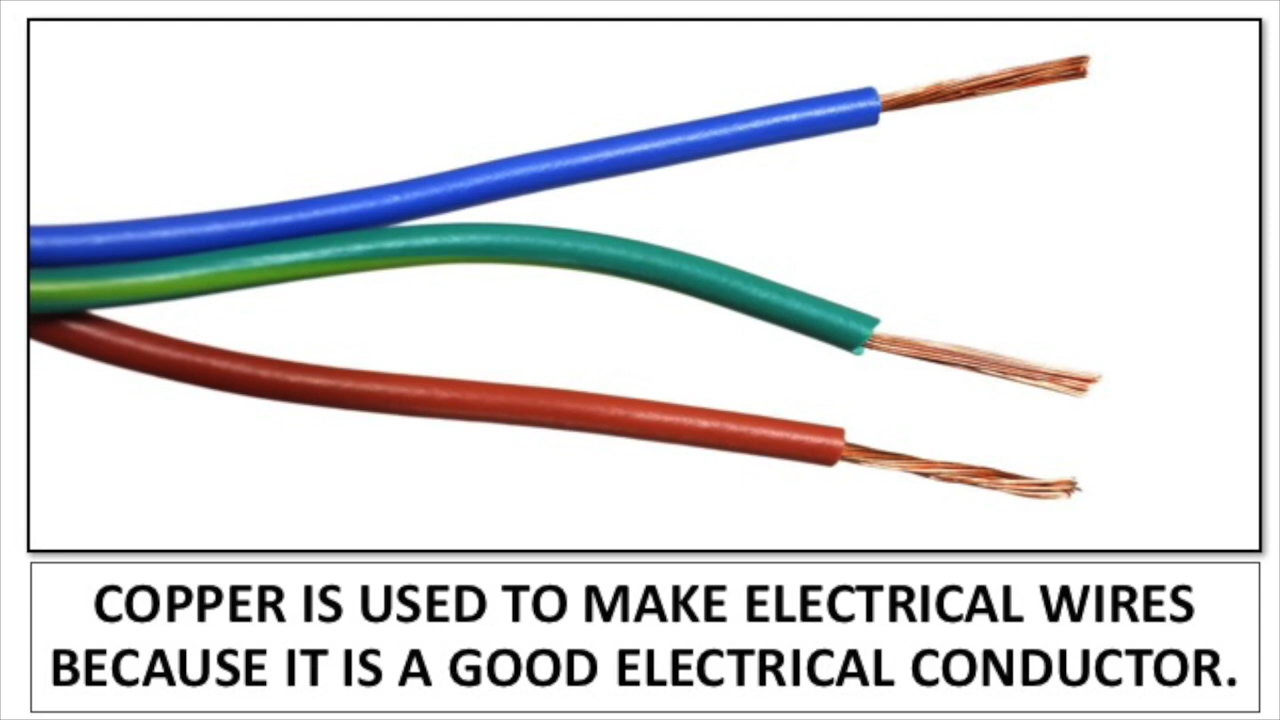 COPPER IS USED TO MAKE ELECTRICAL WIRES
BECAUSE IT IS A GOOD ELECTRICAL CONDUCTOR.